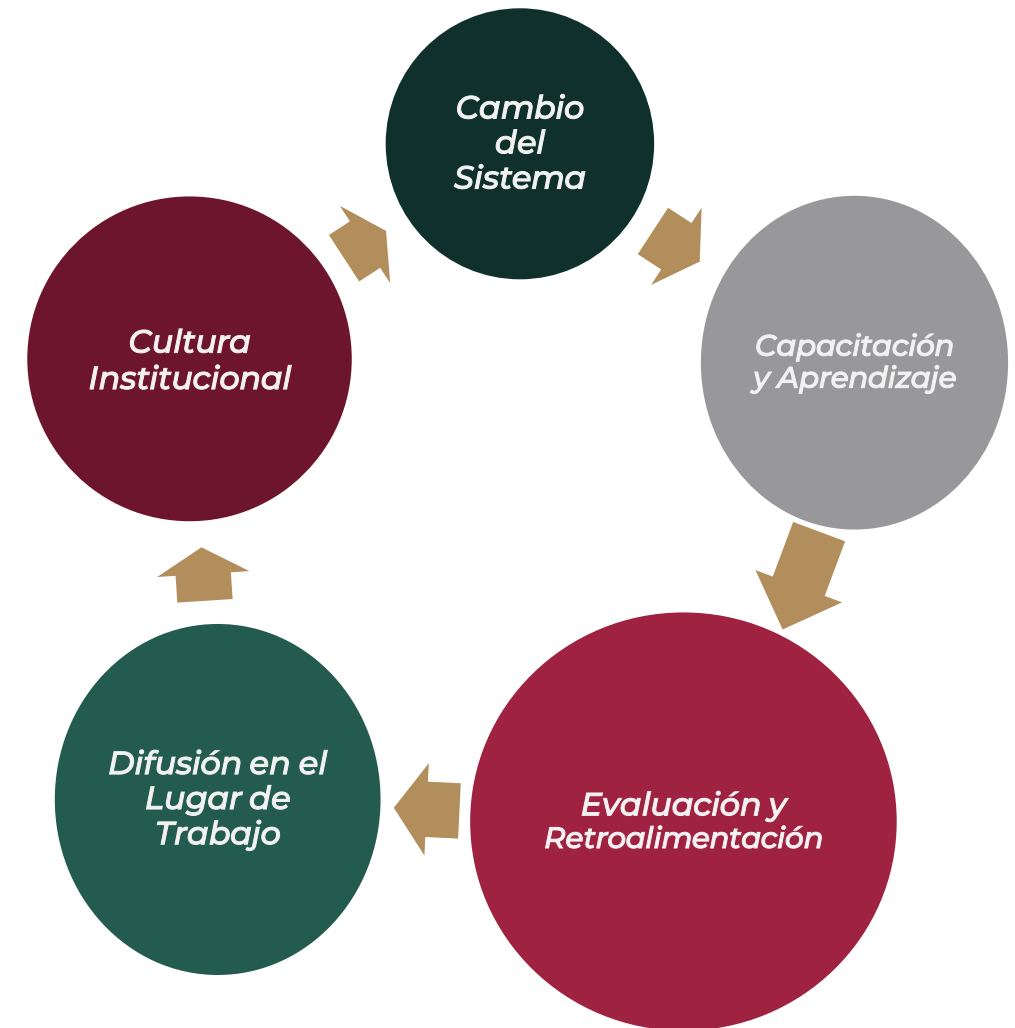 Cambio
del
Sistema
Capacitación
y Aprendizaje
Evaluación y
Retroalimentación
Difusión en el
Lugar de
Trabajo
Cultura
Institucional